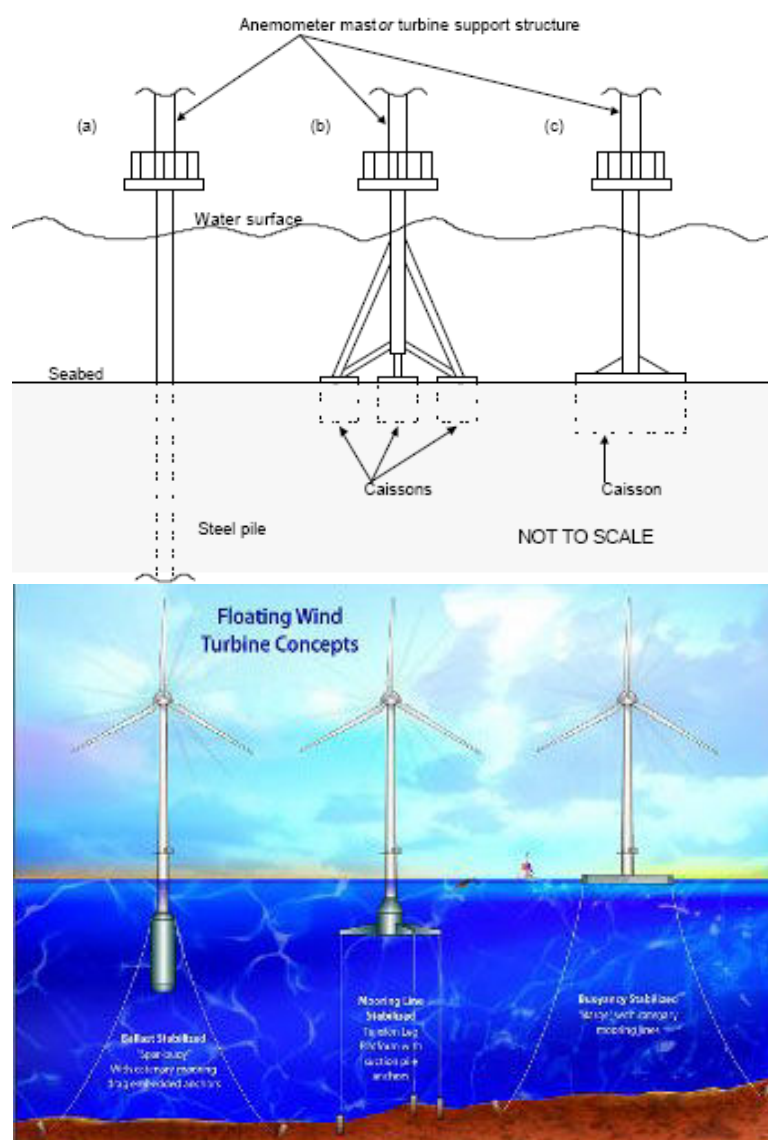 Anemometer mast or turbine support structure
(a)
(b)
(c)
Water surface
Seabed
Caissons
Caisson
Steel pile
NOT TO SCALE
Floating Wind
Turbine Concepts
Ballast Stabilized
"Spar-buoy"
With catenary mooring
drag embedded anchors
Mooring Line
Stabilized
Tension Leg
Platform with
suction pile
anchors
Buoyancy Stabilized
"Barge" with catenary
mooring lines